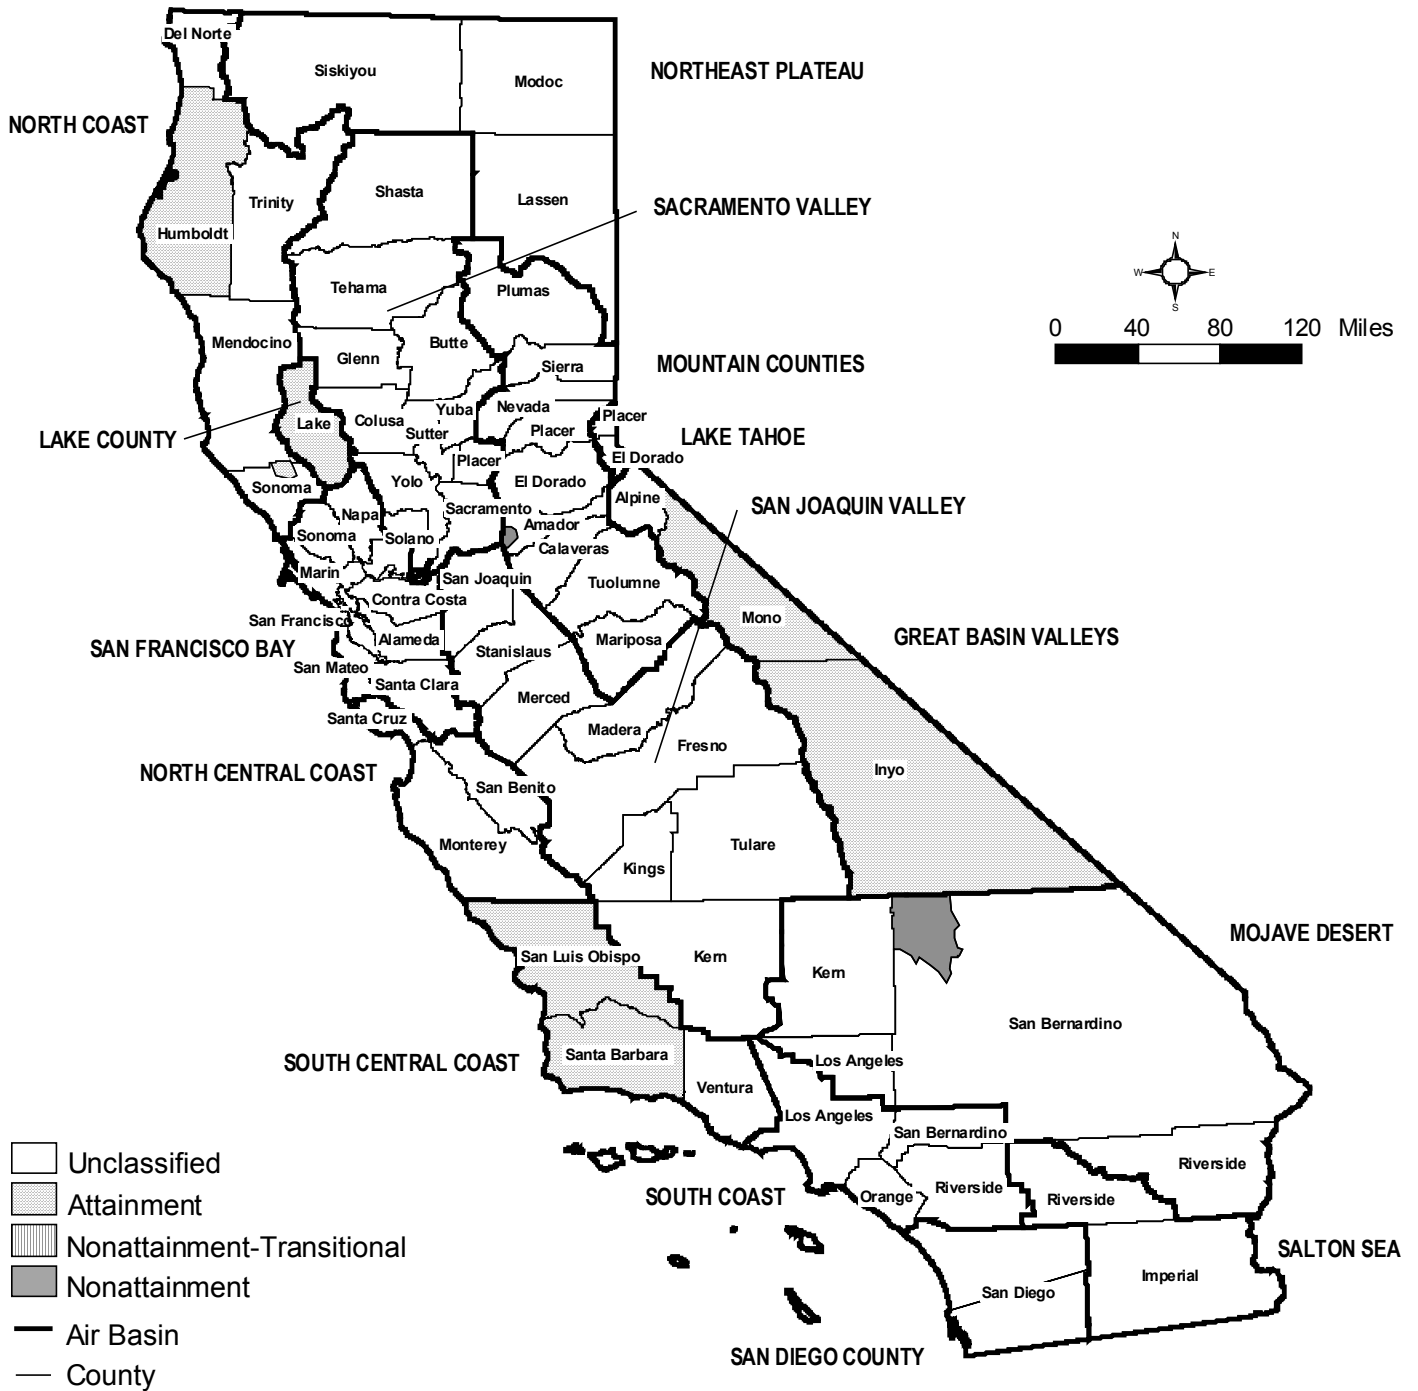 Del Norte
Siskiyou
Modoc
NORTHEAST PLATEAU
NORTH COAST
Trinity
Shasta
Lassen
SACRAMENTO VALLEY
Humboldt
N
W
E
S
Tehama
Plumas
0 40 80 120 Miles
Mendocino
Butte
Glenn
Sierra
MOUNTAIN COUNTIES
Nevada
Yuba
Placer
Colusa
Lake
Sutter
Placer
LAKE COUNTY
LAKE TAHOE
Placer
El Dorado
Yolo
El Dorado
Sonoma
Alpine
SAN JOAQUIN VALLEY
Napa
Sacramento
Amador
Sonoma
Solano
Calaveras
Marin
San Joaquin
Tuolumne
Contra Costa
Mono
San Francisco
Alameda
Mariposa
GREAT BASIN VALLEYS
SAN FRANCISCO BAY
Stanislaus
San Mateo
Santa Clara
Merced
Santa Cruz
Madera
Fresno
NORTH CENTRAL COAST
Inyo
San Benito
Monterey
Tulare
Kings
MOJAVE DESERT
San Luis Obispo
Kern
Kern
San Bernardino
SOUTH CENTRAL COAST
Santa Barbara
Los Angeles
Ventura
Los Angeles
San Bernardino
Unclassified
Riverside
SOUTH COAST
Orange
Riverside
Riverside
Attainment
Nonattainment-Transitional
SALTON SEA
Nonattainment
Imperial
San Diego
Air Basin
SAN DIEGO COUNTY
County